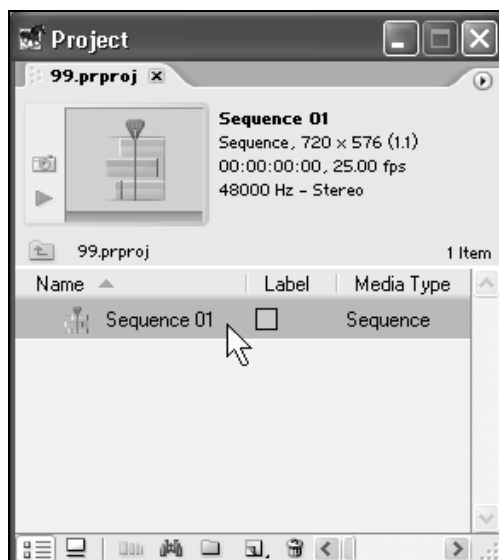 Project
99.prproj
Sequence 01
Sequence, 720 x 576 (1.1)
00:00:00:00, 25.00 fps
48000 Hz - Stereo
99.prproj 1 Item
Name Label Media Type
Sequence 01 Sequence